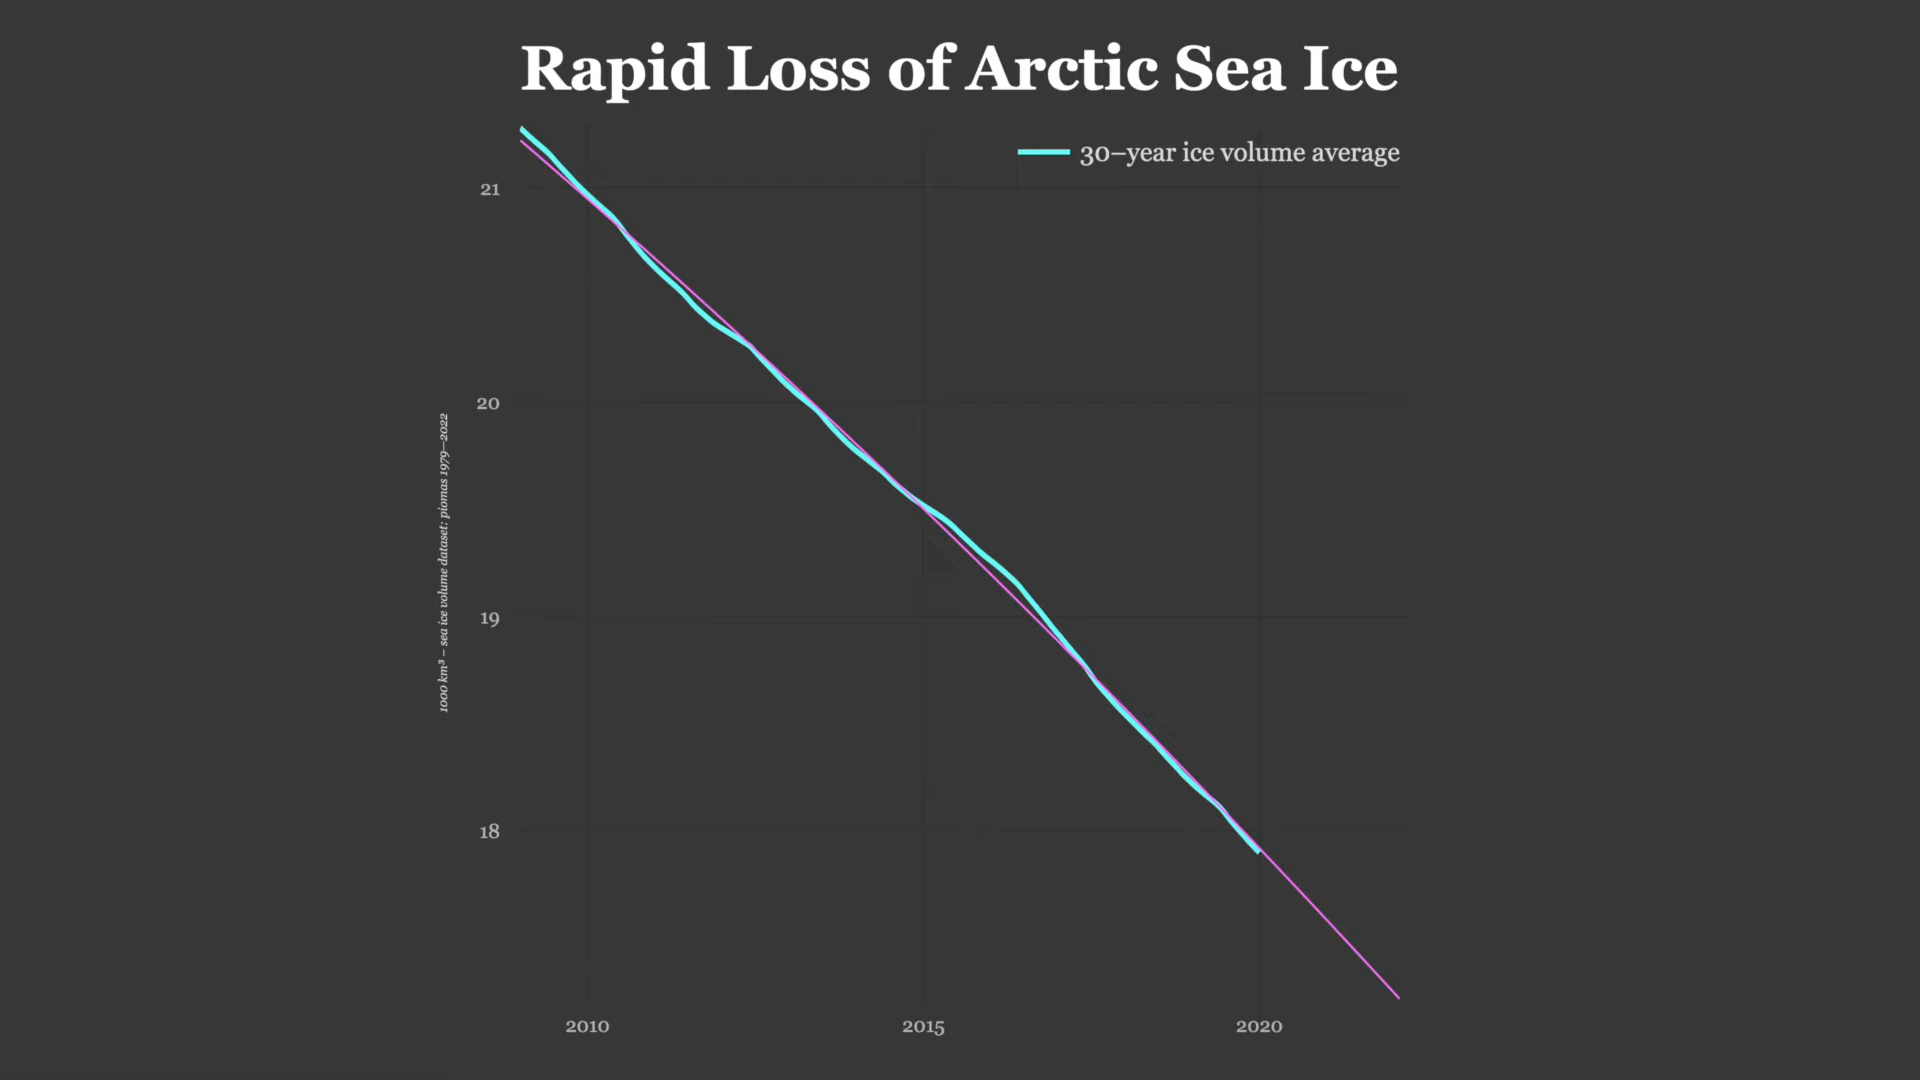 Rapid Loss of Arctic Sea Ice
30–year ice volume average
21
20
19
18
1000 km³ – sea ice volume dataset: piomas 1979–2022
2010
2015
2020